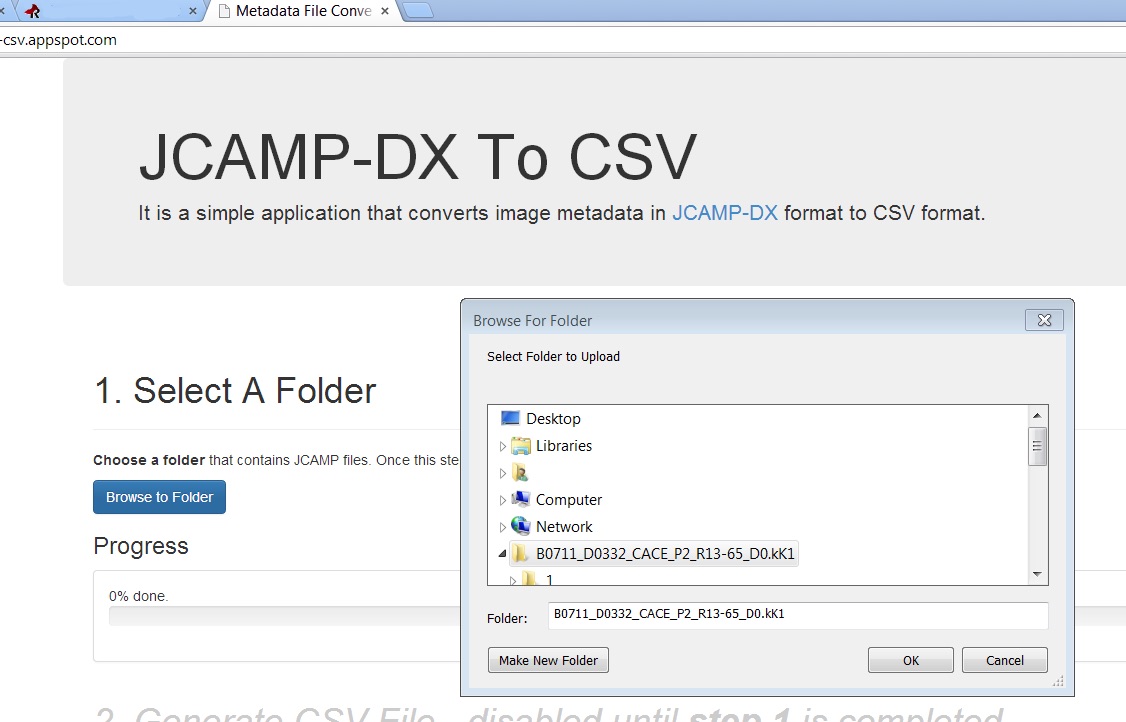 Metadata File Conve
-csv.appspot.com
JCAMP-DX To CSV
It is a simple application that converts image metadata in JCAMP-DX format to CSV format.
1. Select A Folder
Choose a folder that contains JCAMP files. Once this ste
Browse to Folder
Progress
0% done.
Browse For Folder
Select Folder to Upload
Desktop
Libraries
Computer
Network
B0711_D0332_CACE_P2_R13-65_D0.kK1
1
Folder: B0711_D0332_CACE_P2_R13-65_D0.kK1
Make New Folder OK Cancel
2. Generate CSV File - disabled until step 1 is completed